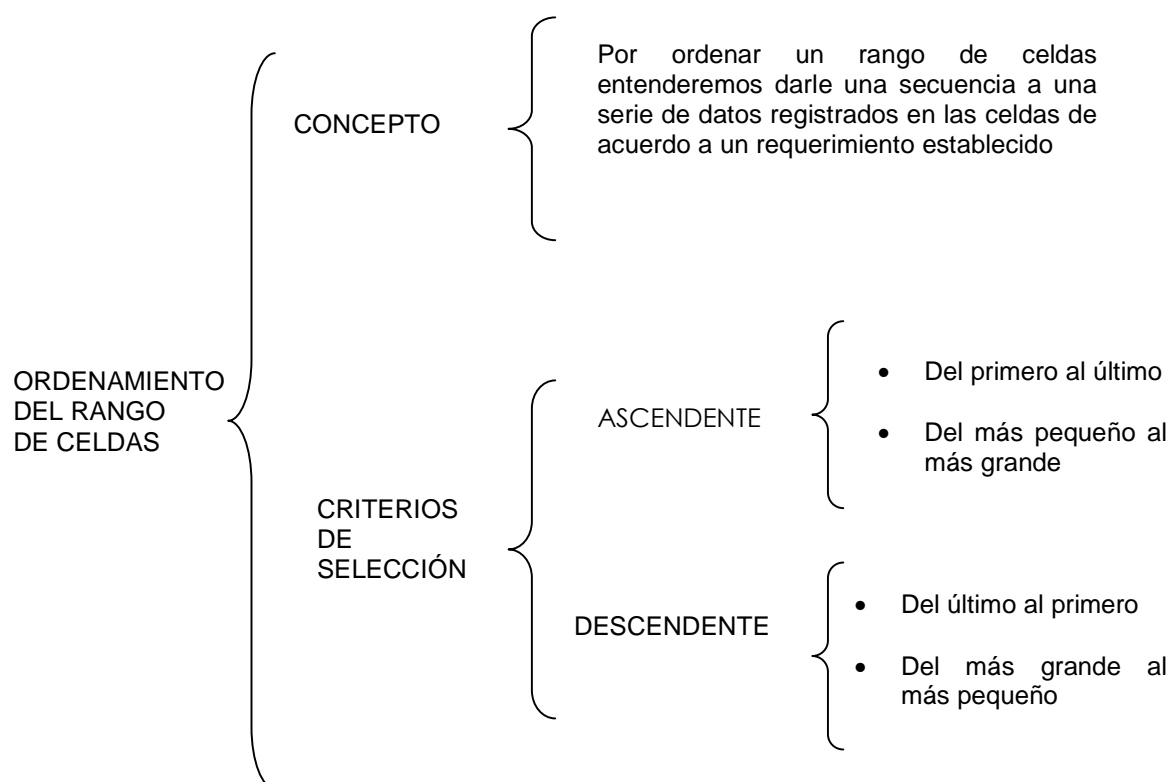 ORDENAMIENTO
DEL RANGO
DE CELDAS
CONCEPTO
Por ordenar un rango de celdas
entenderemos darle una secuencia a una
serie de datos registrados en las celdas de
acuerdo a un requerimiento establecido
CRITERIOS
DE
SELECCIÓN
ASCENDENTE
• Del primero al último
• Del más pequeño al
más grande
DESCENDENTE
• Del último al primero
• Del más grande al
más pequeño